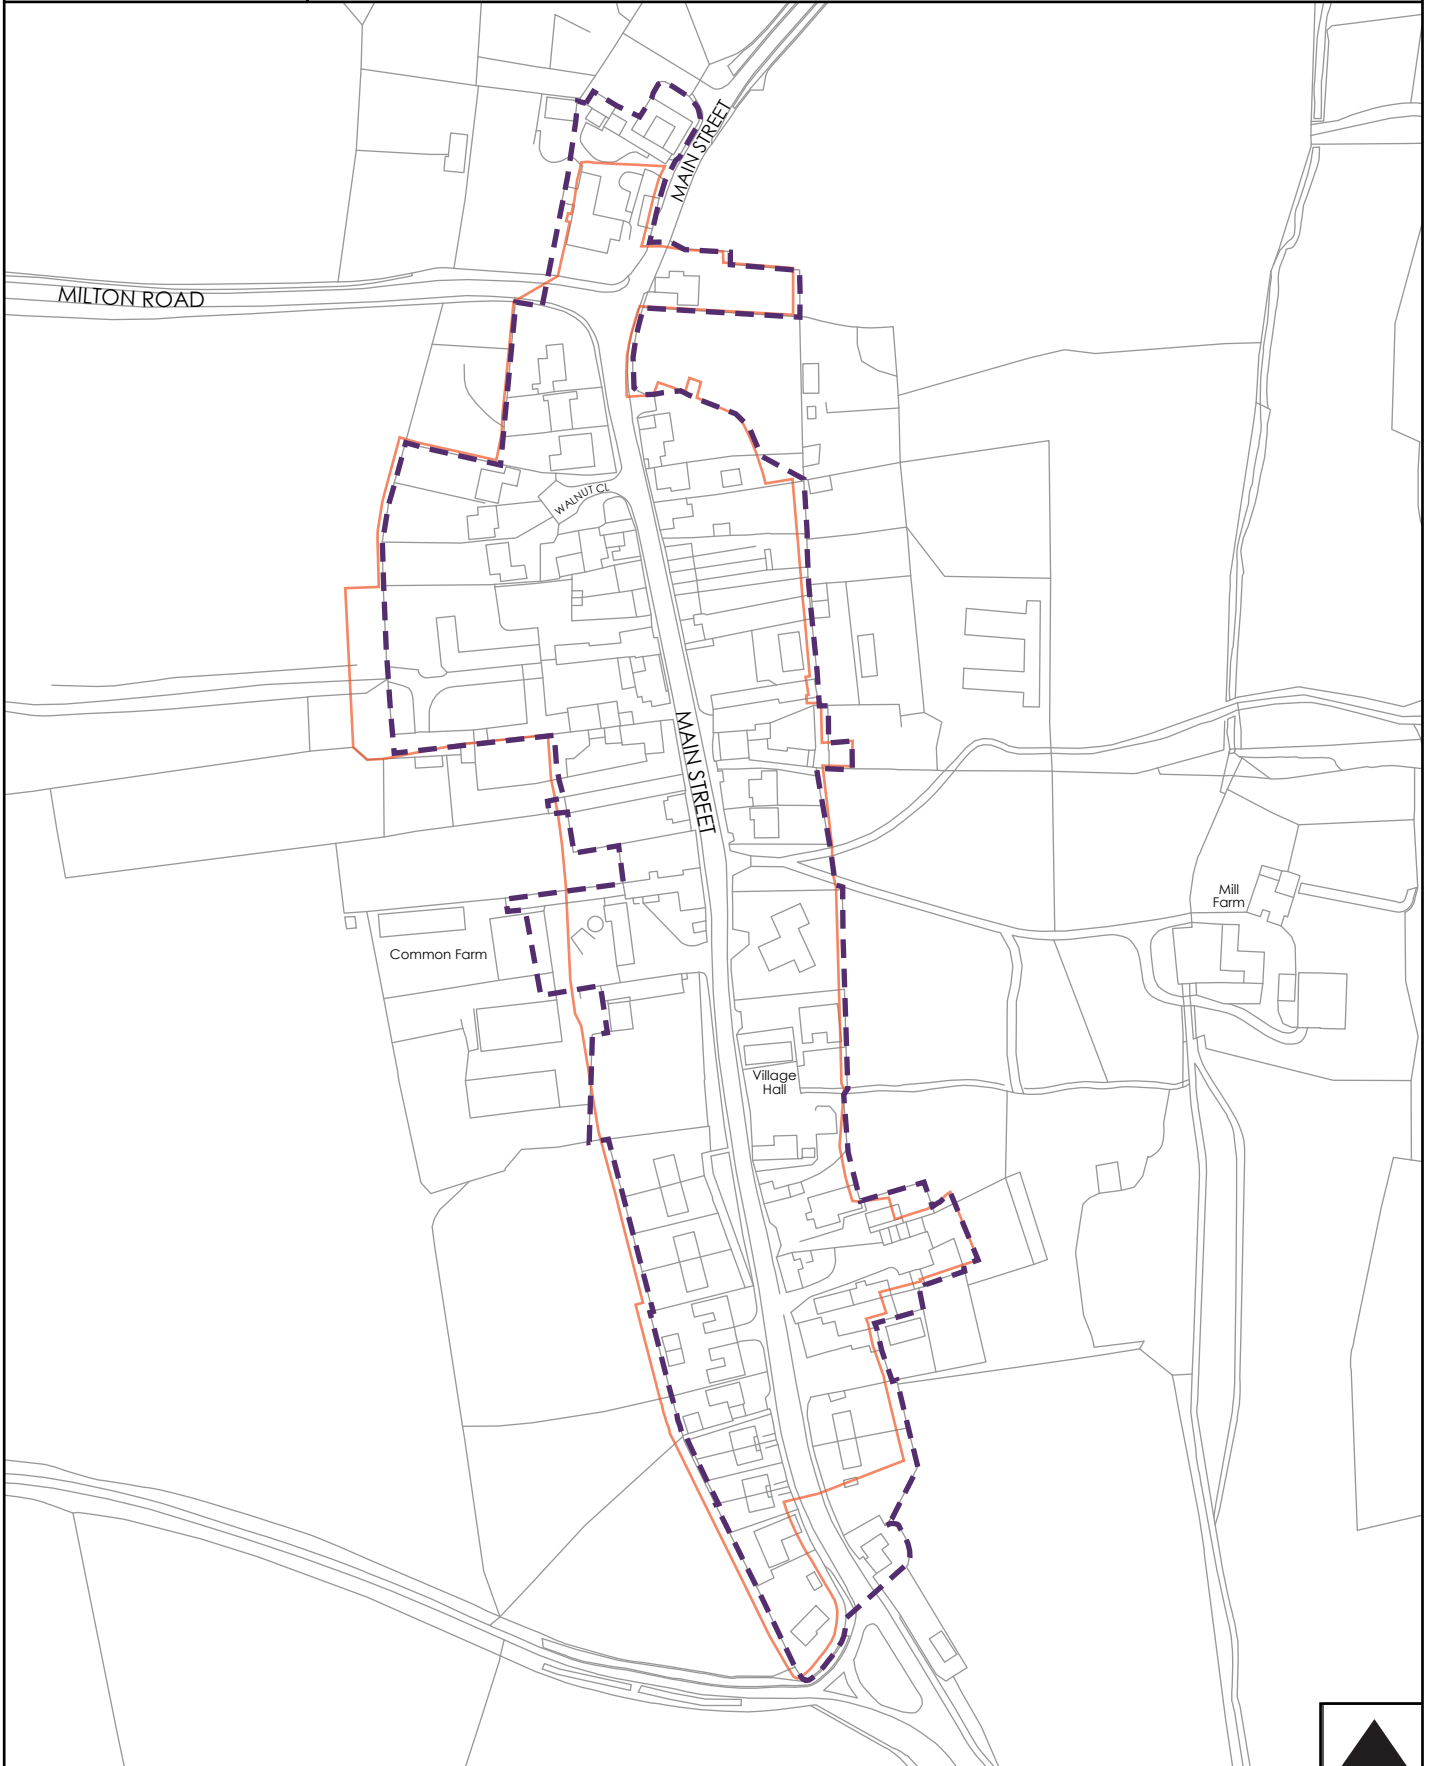 MAIN STREET
MILTON ROAD
WALNUT CL
MAIN STREET
Mill
Farm
Common Farm
Village
Hall